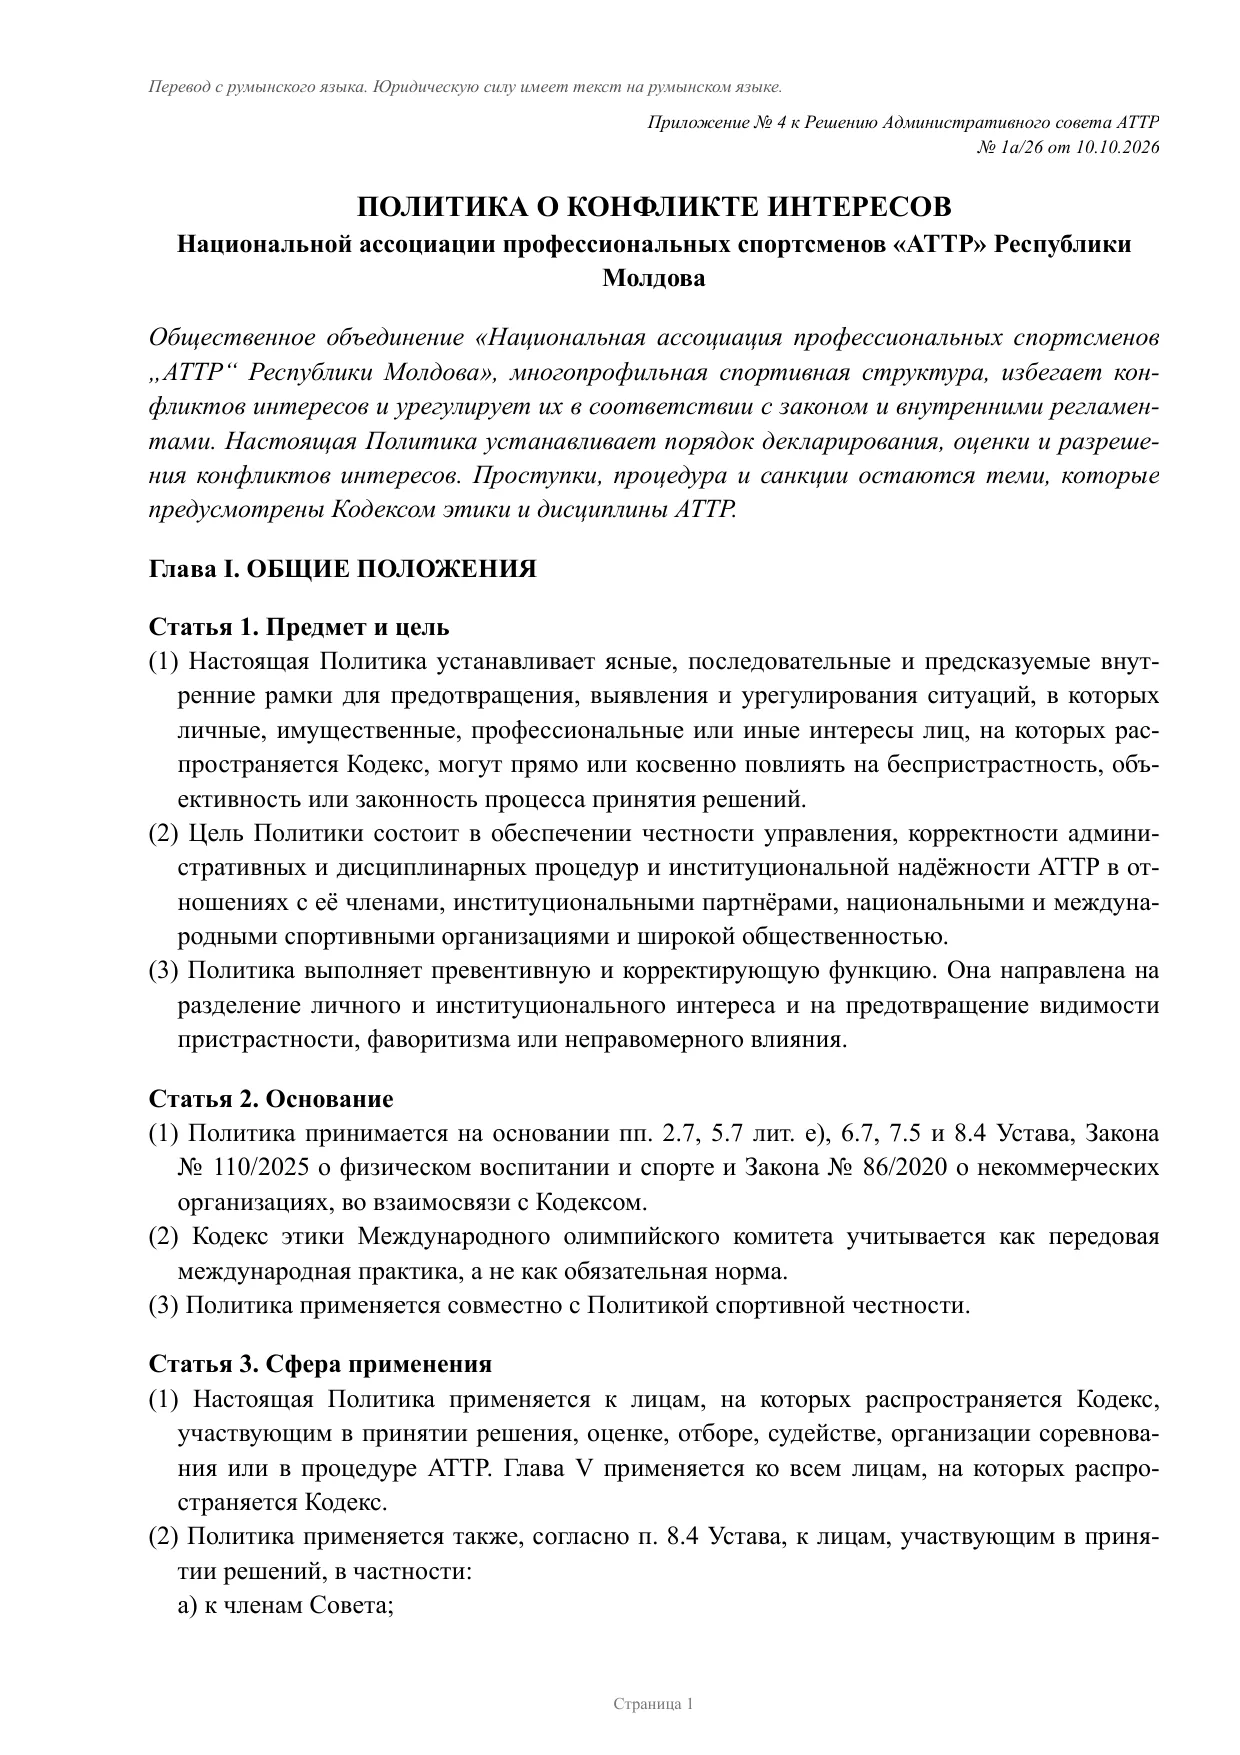 Перевод с румынского языка. Юридическую силу имеет текст на румынском языке.
Приложение № 4 к Решению Административного совета АТТР
№ 1a/26 от 10.10.2026
ПОЛИТИКА О КОНФЛИКТЕ ИНТЕРЕСОВ
Национальной ассоциации профессиональных спортсменов «АТТР» Республики
Молдова
Общественное объединение «Национальная ассоциация профессиональных спортсменов
„АТТР“ Республики Молдова», многопрофильная спортивная структура, избегает кон-
фликтов интересов и урегулирует их в соответствии с законом и внутренними регламен-
тами. Настоящая Политика устанавливает порядок декларирования, оценки и разреше-
ния конфликтов интересов. Проступки, процедура и санкции остаются теми, которые
предусмотрены Кодексом этики и дисциплины АТТР.
Глава I. ОБЩИЕ ПОЛОЖЕНИЯ
Статья 1. Предмет и цель
(1) Настоящая Политика устанавливает ясные, последовательные и предсказуемые внут-
ренние рамки для предотвращения, выявления и урегулирования ситуаций, в которых
личные, имущественные, профессиональные или иные интересы лиц, на которых рас-
пространяется Кодекс, могут прямо или косвенно повлиять на беспристрастность, объ-
ективность или законность процесса принятия решений.
(2) Цель Политики состоит в обеспечении честности управления, корректности админи-
стративных и дисциплинарных процедур и институциональной надёжности АТТР в от-
ношениях с её членами, институциональными партнёрами, национальными и междуна-
родными спортивными организациями и широкой общественностью.
(3) Политика выполняет превентивную и корректирующую функцию. Она направлена на
разделение личного и институционального интереса и на предотвращение видимости
пристрастности, фаворитизма или неправомерного влияния.
Статья 2. Основание
(1) Политика принимается на основании пп. 2.7, 5.7 лит. e), 6.7, 7.5 и 8.4 Устава, Закона
№ 110/2025 о физическом воспитании и спорте и Закона № 86/2020 о некоммерческих
организациях, во взаимосвязи с Кодексом.
(2) Кодекс этики Международного олимпийского комитета учитывается как передовая
международная практика, а не как обязательная норма.
(3) Политика применяется совместно с Политикой спортивной честности.
Статья 3. Сфера применения
(1) Настоящая Политика применяется к лицам, на которых распространяется Кодекс,
участвующим в принятии решения, оценке, отборе, судействе, организации соревнова-
ния или в процедуре АТТР. Глава V применяется ко всем лицам, на которых распро-
страняется Кодекс.
(2) Политика применяется также, согласно п. 8.4 Устава, к лицам, участвующим в приня-
тии решений, в частности:
a) к членам Совета;
Страница 1